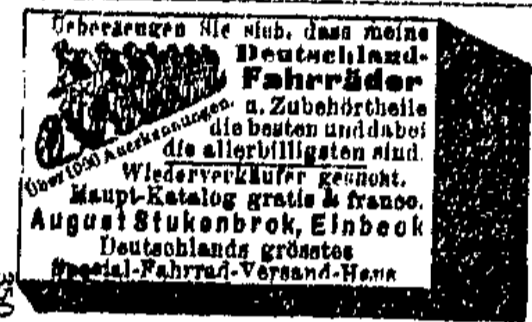 Ueberzeugen Sie sich, dass meine
Deutschland-
Fahrräder
u. Zubehörtheile
die besten und dabei
die allerbilligsten sind.
Über 1000 Anerkennungen.
Wiederverkäufer gesucht.
Haupt-Katalog gratis & franco.
August Stukenbrok, Einbeck
Deutschlands grösstes
Special-Fahrrad-Versand-Haus